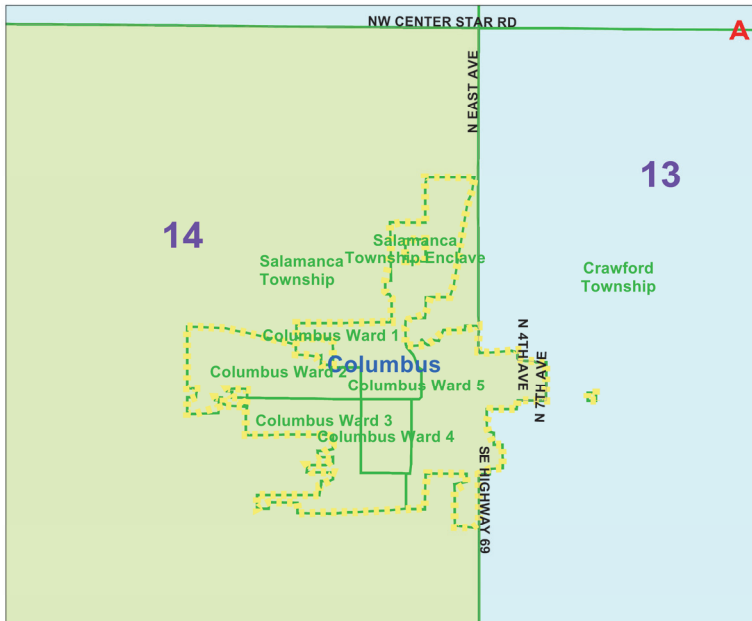 NW CENTER STAR RD
A
N EAST AVE
13
14
Salamanca
Township Enclave
Salamanca
Township
Crawford
Township
N 4TH AVE
Columbus Ward 1
N 7TH AVE
Columbus
Columbus Ward 2
Columbus Ward 5
Columbus Ward 3
Columbus Ward 4
SE HIGHWAY 69